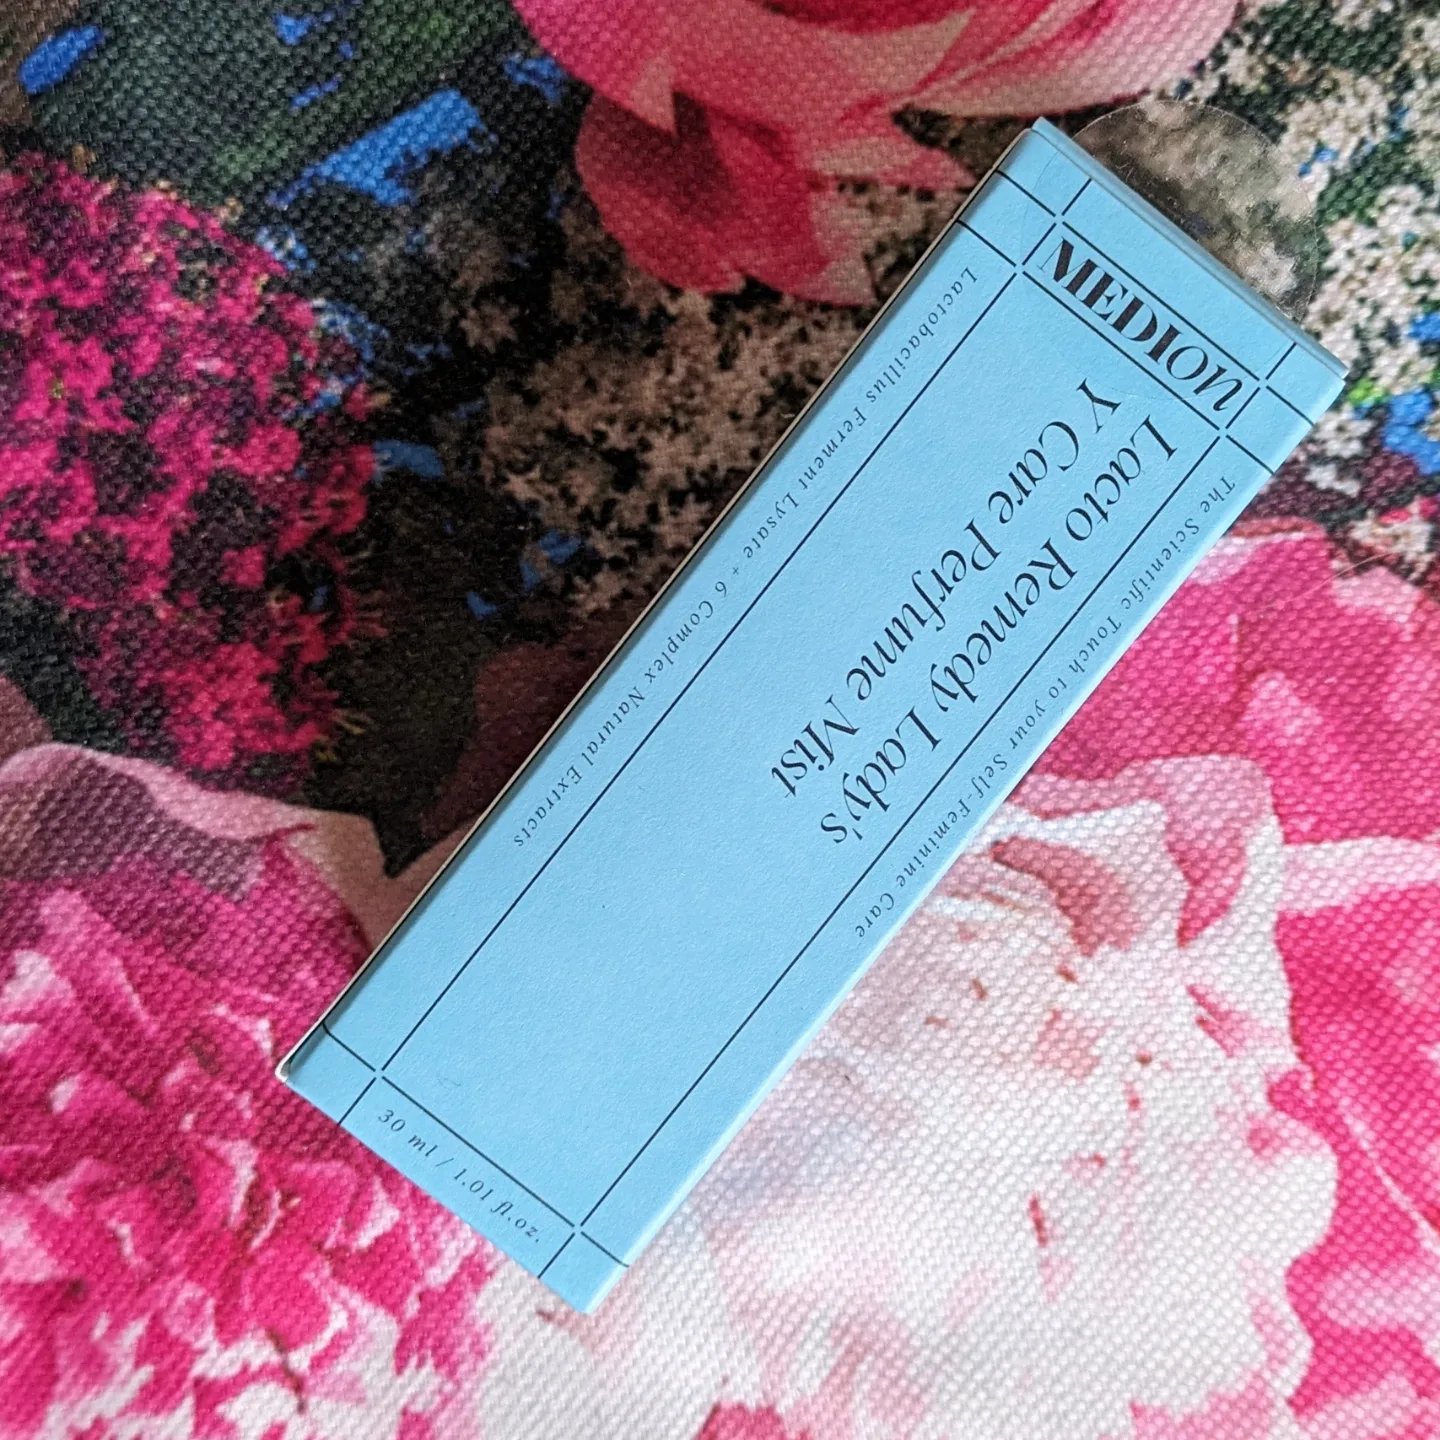 MEDION
Lacto Remedy Lady's
Y Care Perfume Mist
The Scientific Touch to your Self-Feminine Care
Lactobacillus Ferment Lysate + 6 Complex Natural Extracts
30 ml / 1.01 fl.oz.